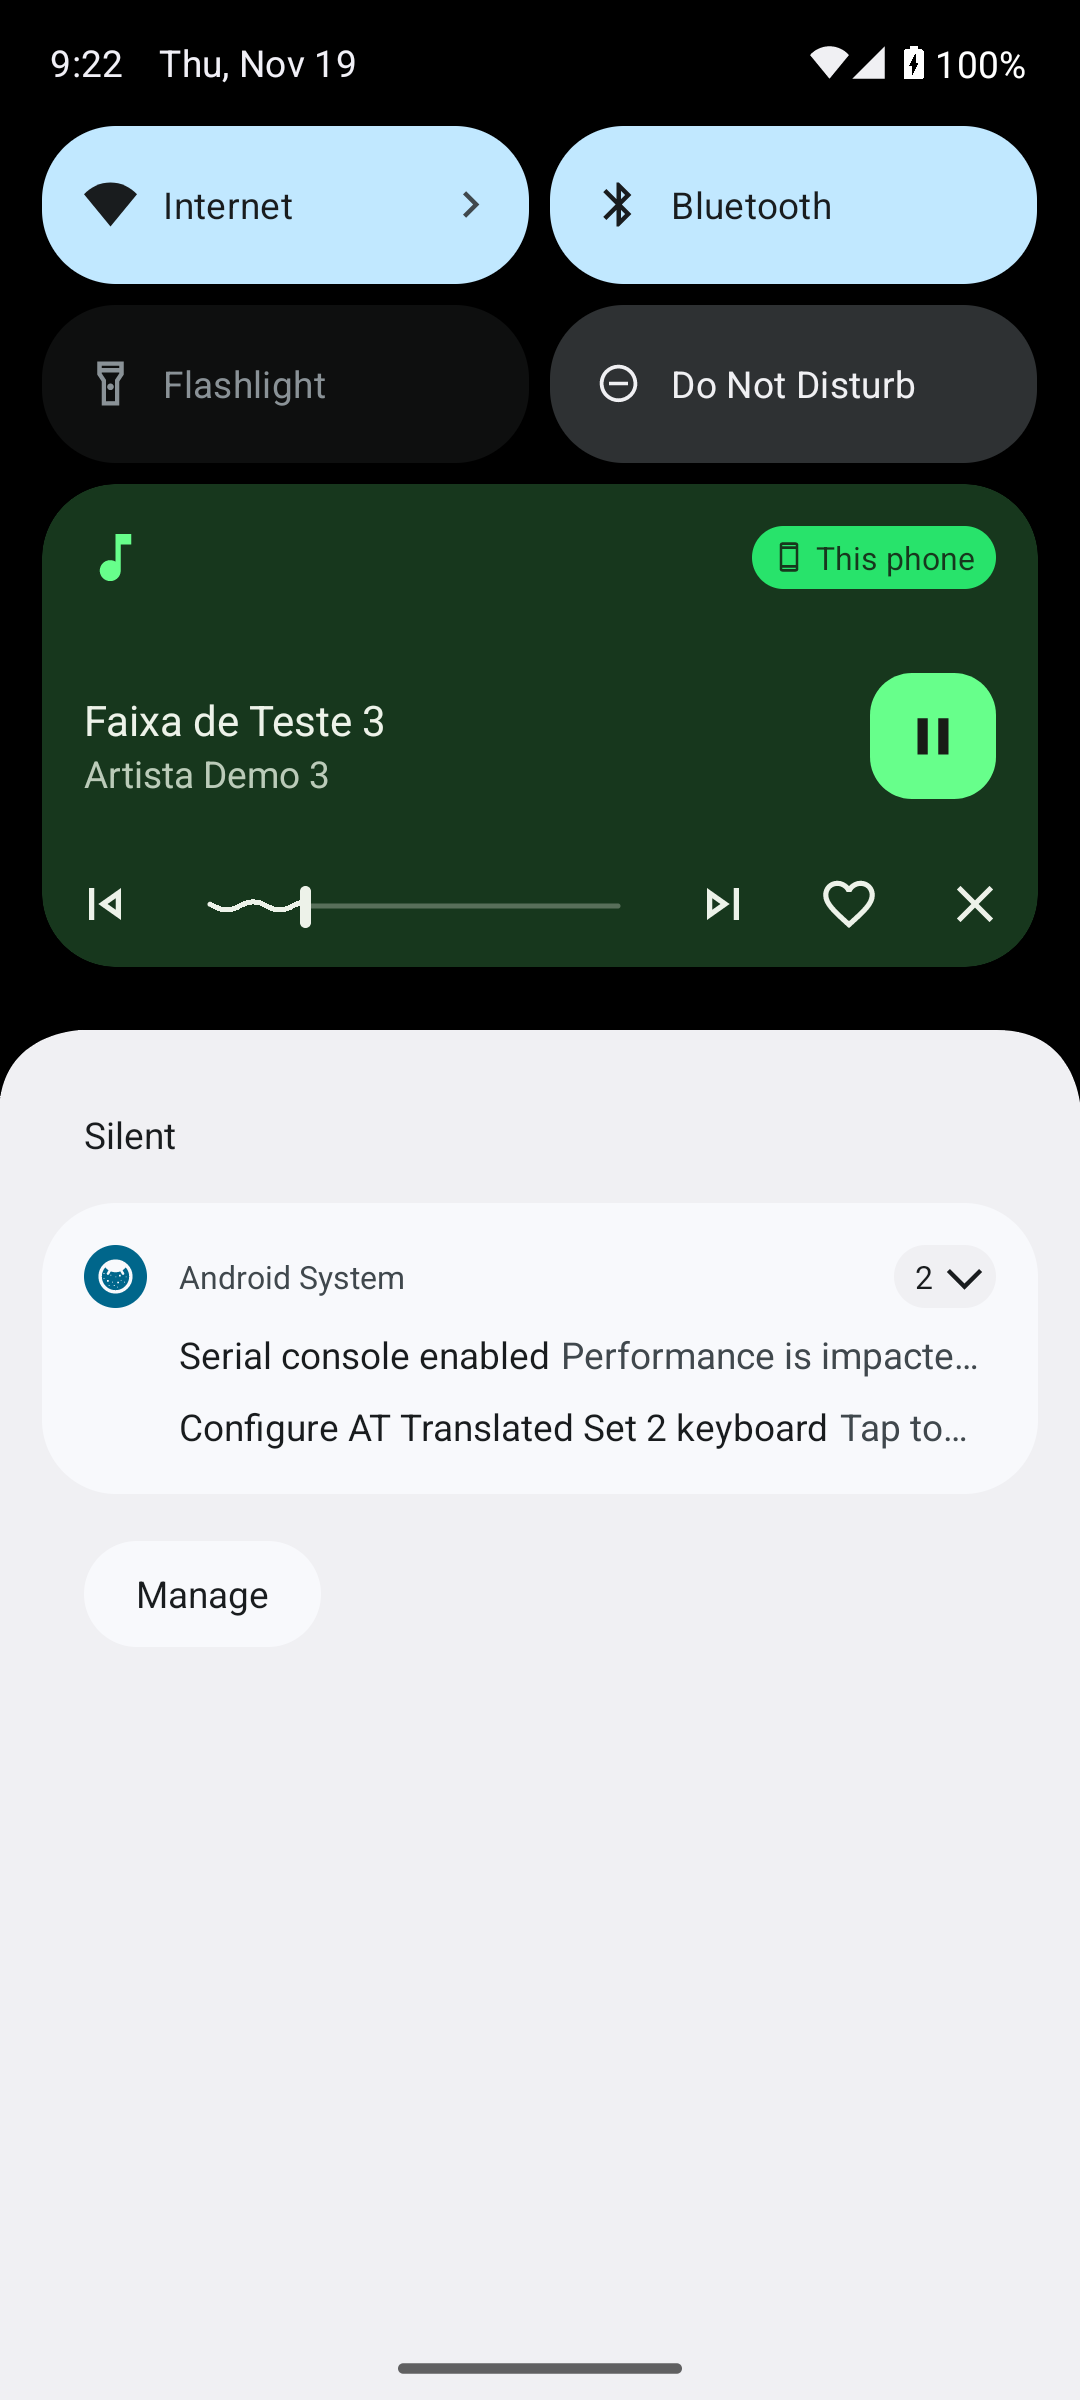 9:22 Thu, Nov 19 100%
Internet
Bluetooth
Flashlight
Do Not Disturb
This phone
Faixa de Teste 3
Artista Demo 3
Silent
Android System 2
Serial console enabled Performance is impacte...
Configure AT Translated Set 2 keyboard Tap to...
Manage